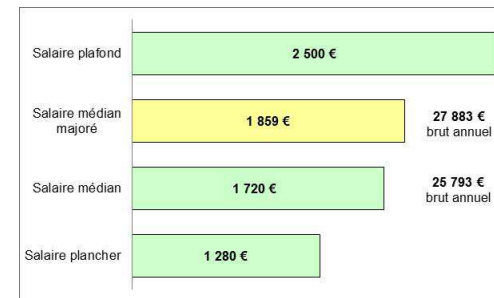 Salaire plafond
2 500 €
Salaire médian
majoré
1 859 €
27 883 €
brut annuel
Salaire médian
1 720 €
25 793 €
brut annuel
Salaire plancher
1 280 €